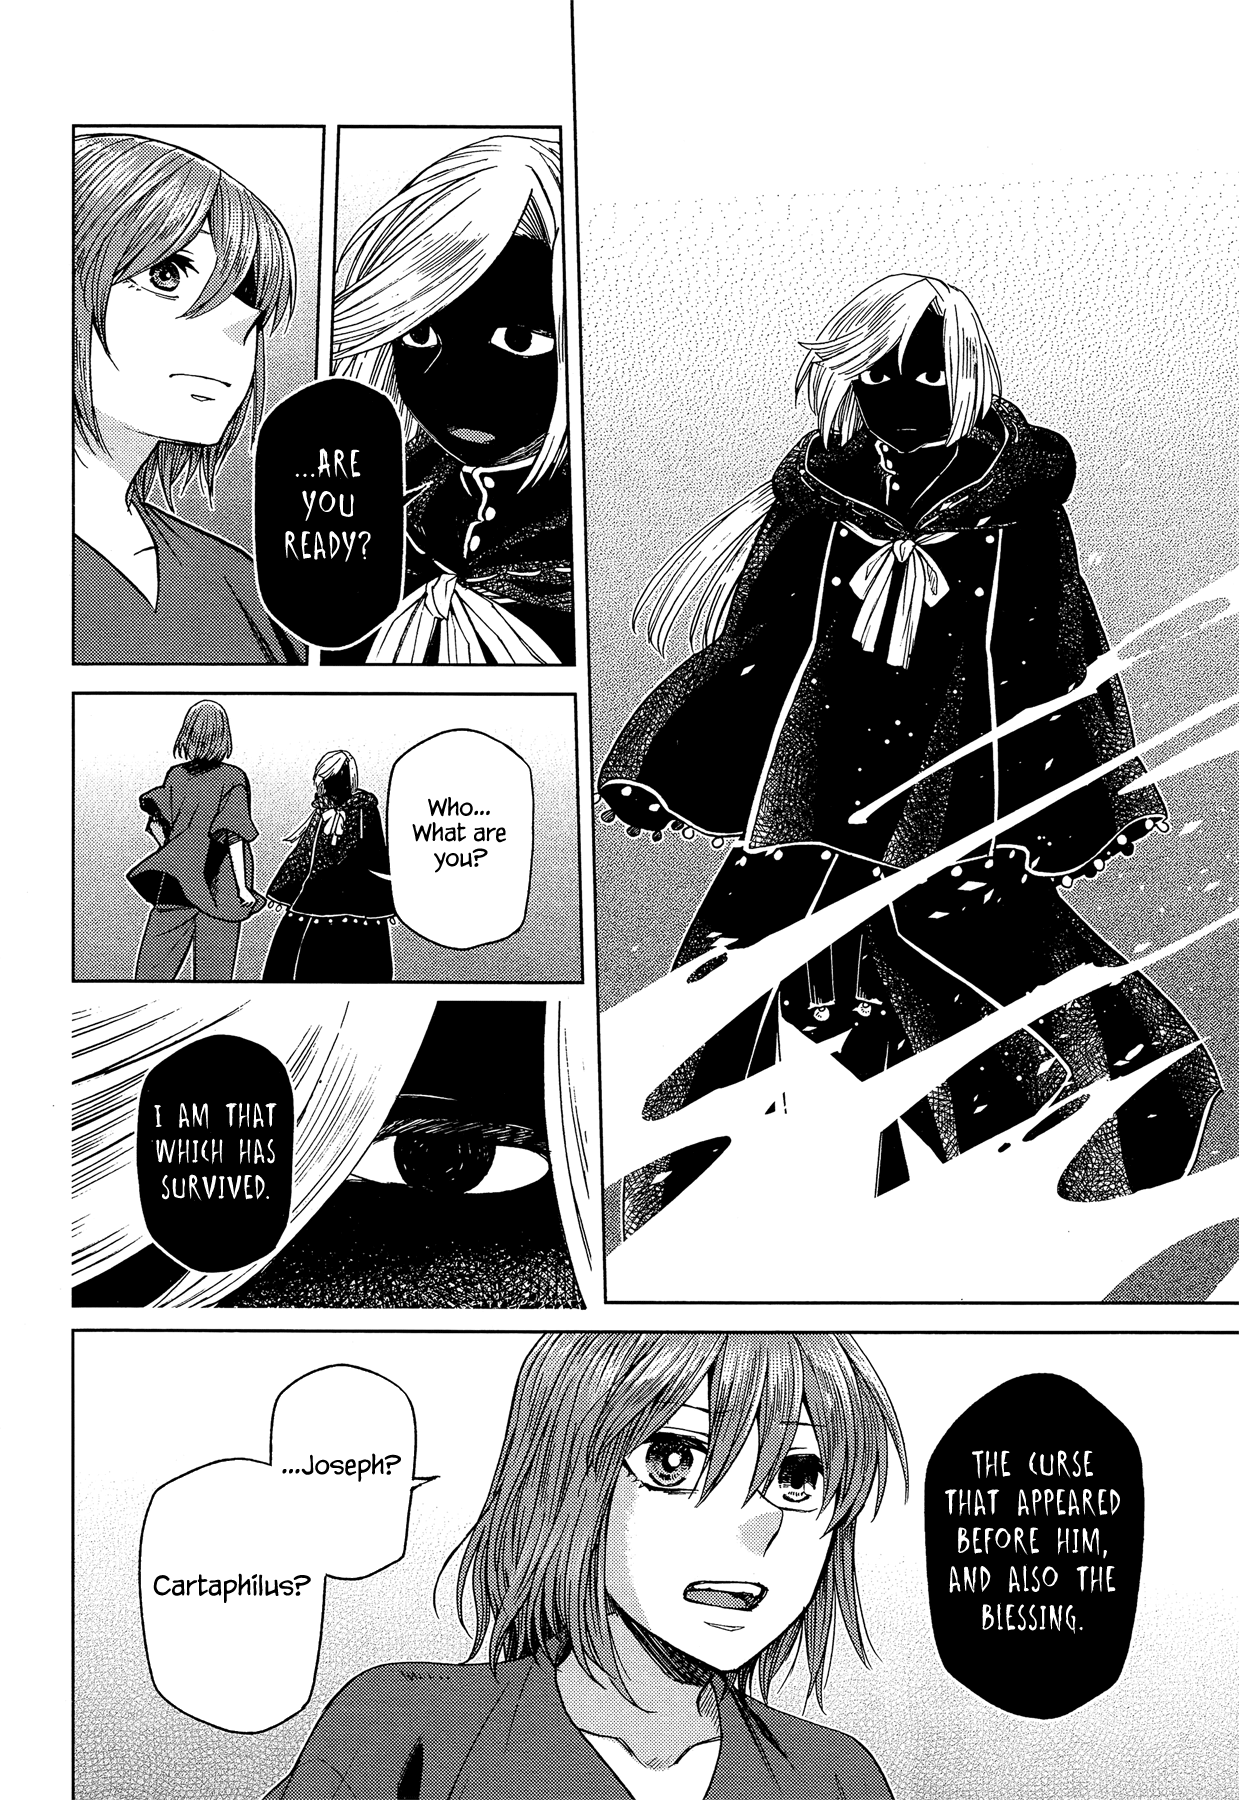 ...ARE
YOU
READY?
Who...
What are
you?
I AM THAT
WHICH HAS
SURVIVED.
THE CURSE
THAT APPEARED
BEFORE HIM,
AND ALSO THE
BLESSING.
...Joseph?
Cartaphilus?